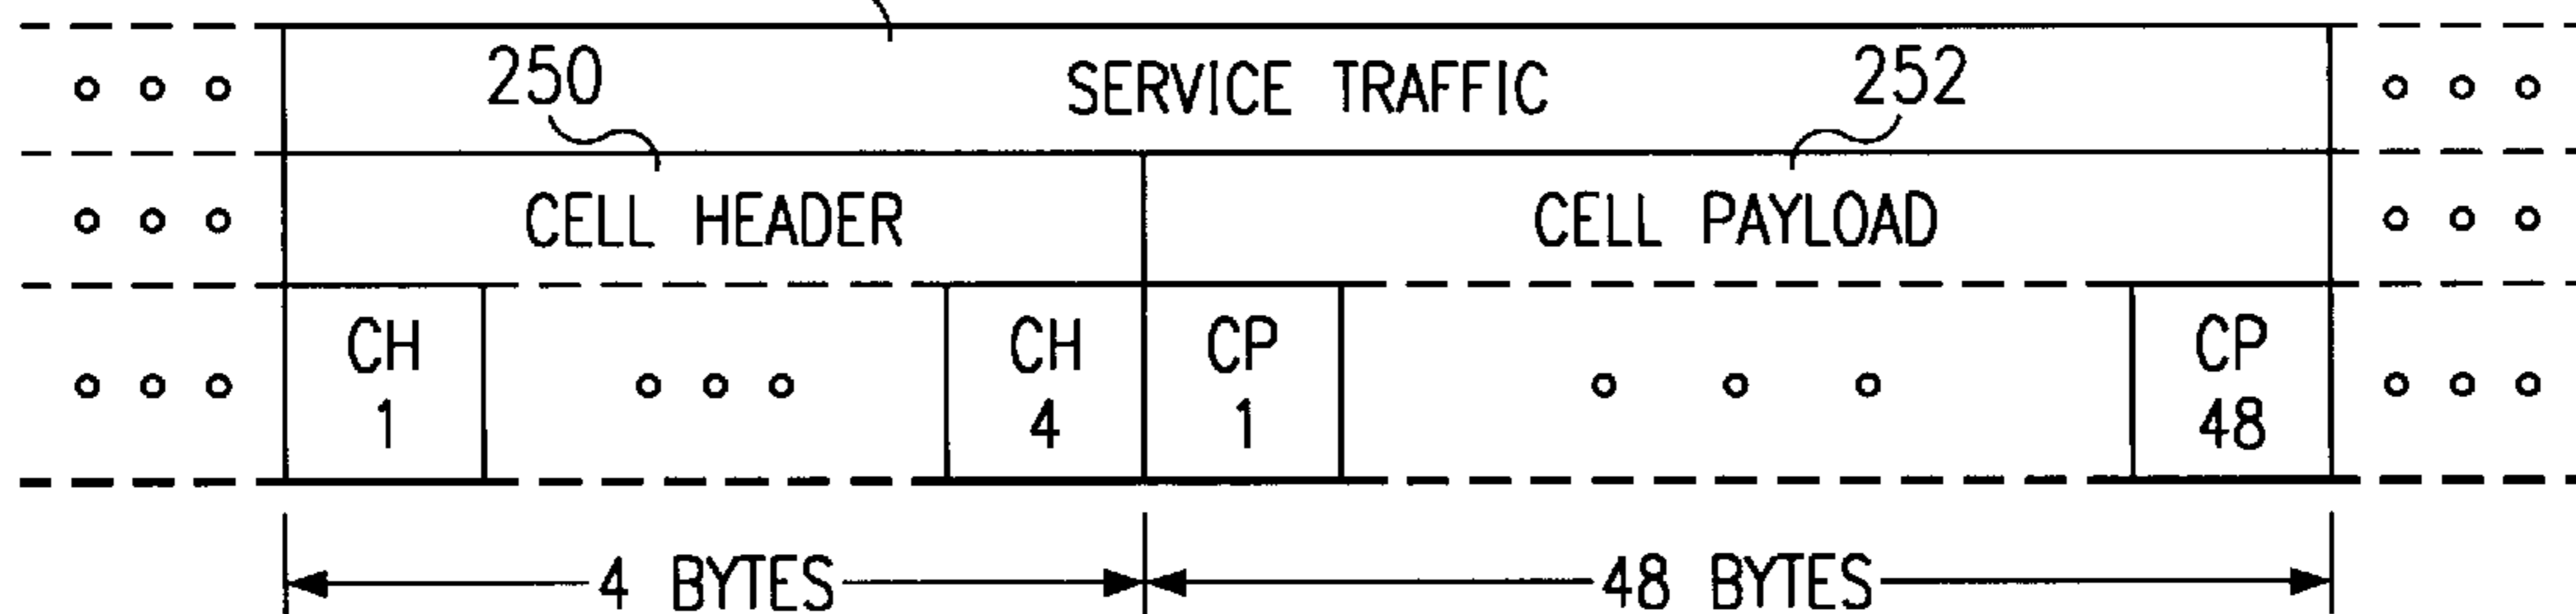 SERVICE TRAFFIC
250
252
CELL HEADER
CELL PAYLOAD
CH
1
CH
4
CP
1
CP
48
4 BYTES
48 BYTES